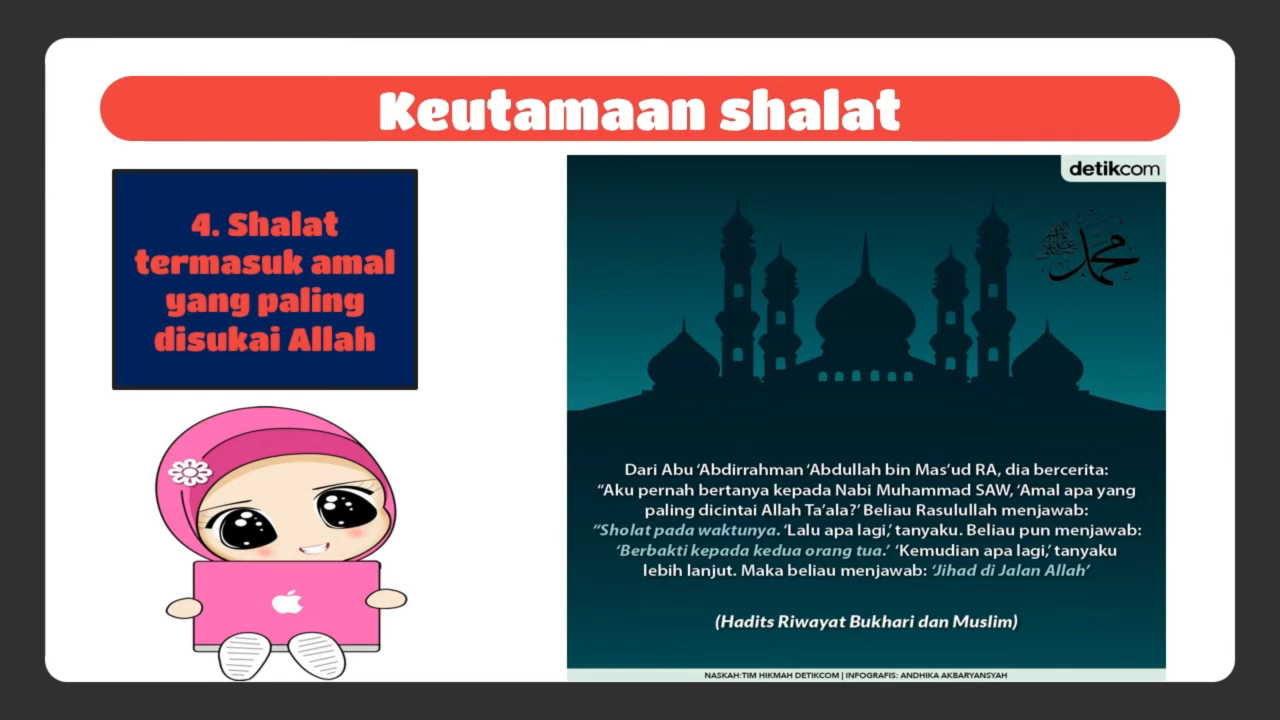 Keutamaan shalat
4. Shalat
termasuk amal
yang paling
disukai Allah
detikcom
محمد
Dari Abu ‘Abdirrahman ‘Abdullah bin Mas’ud RA, dia bercerita:
“Aku pernah bertanya kepada Nabi Muhammad SAW, ‘Amal apa yang
paling dicintai Allah Ta’ala?’ Beliau Rasulullah menjawab:
“Sholat pada waktunya. ‘Lalu apa lagi,’ tanyaku. Beliau pun menjawab:
‘Berbakti kepada kedua orang tua.’ ‘Kemudian apa lagi,’ tanyaku
lebih lanjut. Maka beliau menjawab: ‘Jihad di Jalan Allah’
(Hadits Riwayat Bukhari dan Muslim)
NASKAH:TIM HIKMAH DETIKCOM | INFOGRAFIS: ANDHIKA AKBARYANSYAH